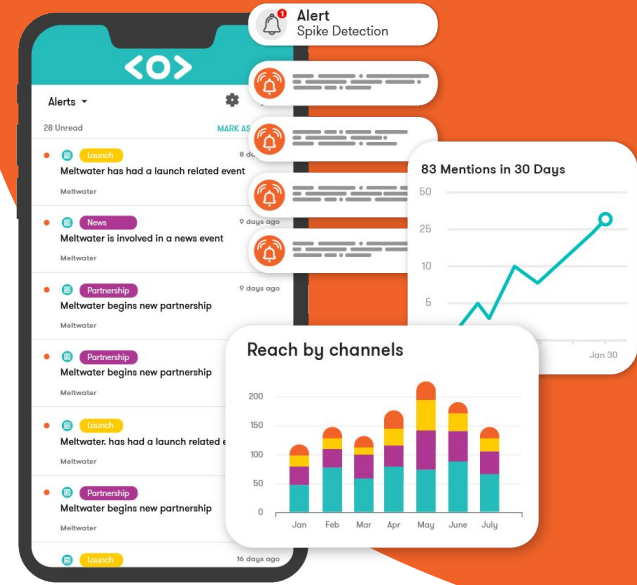 1
Alert
Spike Detection
<O>
Alerts
28 Unread
MARK AS
Launch
Meltwater has had a launch related event
Meltwater
News
9 days ago
Meltwater is involved in a news event
Meltwater
Partnership
9 days ago
Meltwater begins new partnership
Meltwater
Partnership
Meltwater begins new partnership
Meltwater
Launch
Meltwater. has had a launch related
Meltwater
Partnership
Meltwater begins new partnership
Meltwater
Launch
16 days ago
83 Mentions in 30 Days
50
25
10
5
Jan 30
Reach by channels
200
150
100
50
0
Jan Feb Mar Apr May June July